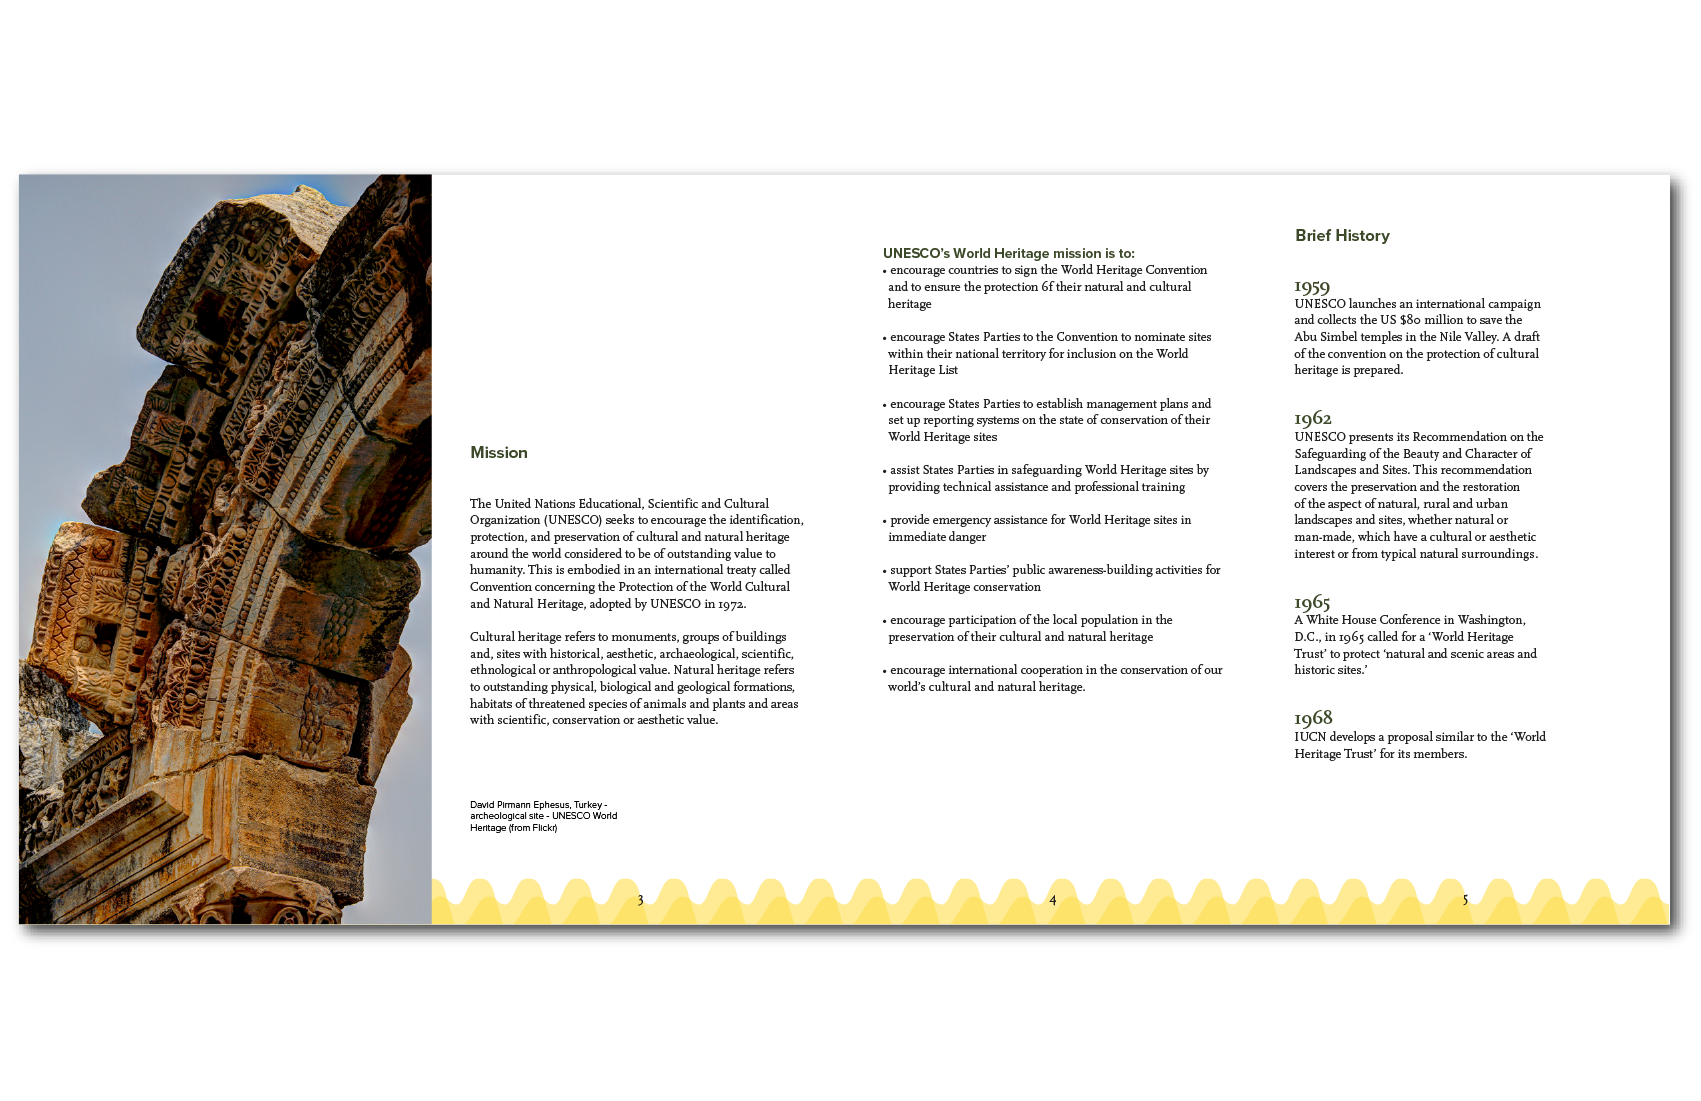 Mission
The United Nations Educational, Scientific and Cultural
Organization (UNESCO) seeks to encourage the identification,
protection, and preservation of cultural and natural heritage
around the world considered to be of outstanding value to
humanity. This is embodied in an international treaty called
Convention concerning the Protection of the World Cultural
and Natural Heritage, adopted by UNESCO in 1972.
Cultural heritage refers to monuments, groups of buildings
and, sites with historical, aesthetic, archaeological, scientific,
ethnological or anthropological value. Natural heritage refers
to outstanding physical, biological and geological formations,
habitats of threatened species of animals and plants and areas
with scientific, conservation or aesthetic value.
David Pirmann Ephesus, Turkey -
archeological site - UNESCO World
Heritage (from Flickr)
3
UNESCO's World Heritage mission is to:
• encourage countries to sign the World Heritage Convention
and to ensure the protection 6f their natural and cultural
heritage
• encourage States Parties to the Convention to nominate sites
within their national territory for inclusion on the World
Heritage List
• encourage States Parties to establish management plans and
set up reporting systems on the state of conservation of their
World Heritage sites
• assist States Parties in safeguarding World Heritage sites by
providing technical assistance and professional training
• provide emergency assistance for World Heritage sites in
immediate danger
• support States Parties' public awareness-building activities for
World Heritage conservation
• encourage participation of the local population in the
preservation of their cultural and natural heritage
• encourage international cooperation in the conservation of our
world's cultural and natural heritage.
4
Brief History
1959
UNESCO launches an international campaign
and collects the US $80 million to save the
Abu Simbel temples in the Nile Valley. A draft
of the convention on the protection of cultural
heritage is prepared.
1962
UNESCO presents its Recommendation on the
Safeguarding of the Beauty and Character of
Landscapes and Sites. This recommendation
covers the preservation and the restoration
of the aspect of natural, rural and urban
landscapes and sites, whether natural or
man-made, which have a cultural or aesthetic
interest or from typical natural surroundings.
1965
A White House Conference in Washington,
D.C., in 1965 called for a 'World Heritage
Trust' to protect 'natural and scenic areas and
historic sites.'
1968
IUCN develops a proposal similar to the 'World
Heritage Trust' for its members.
5